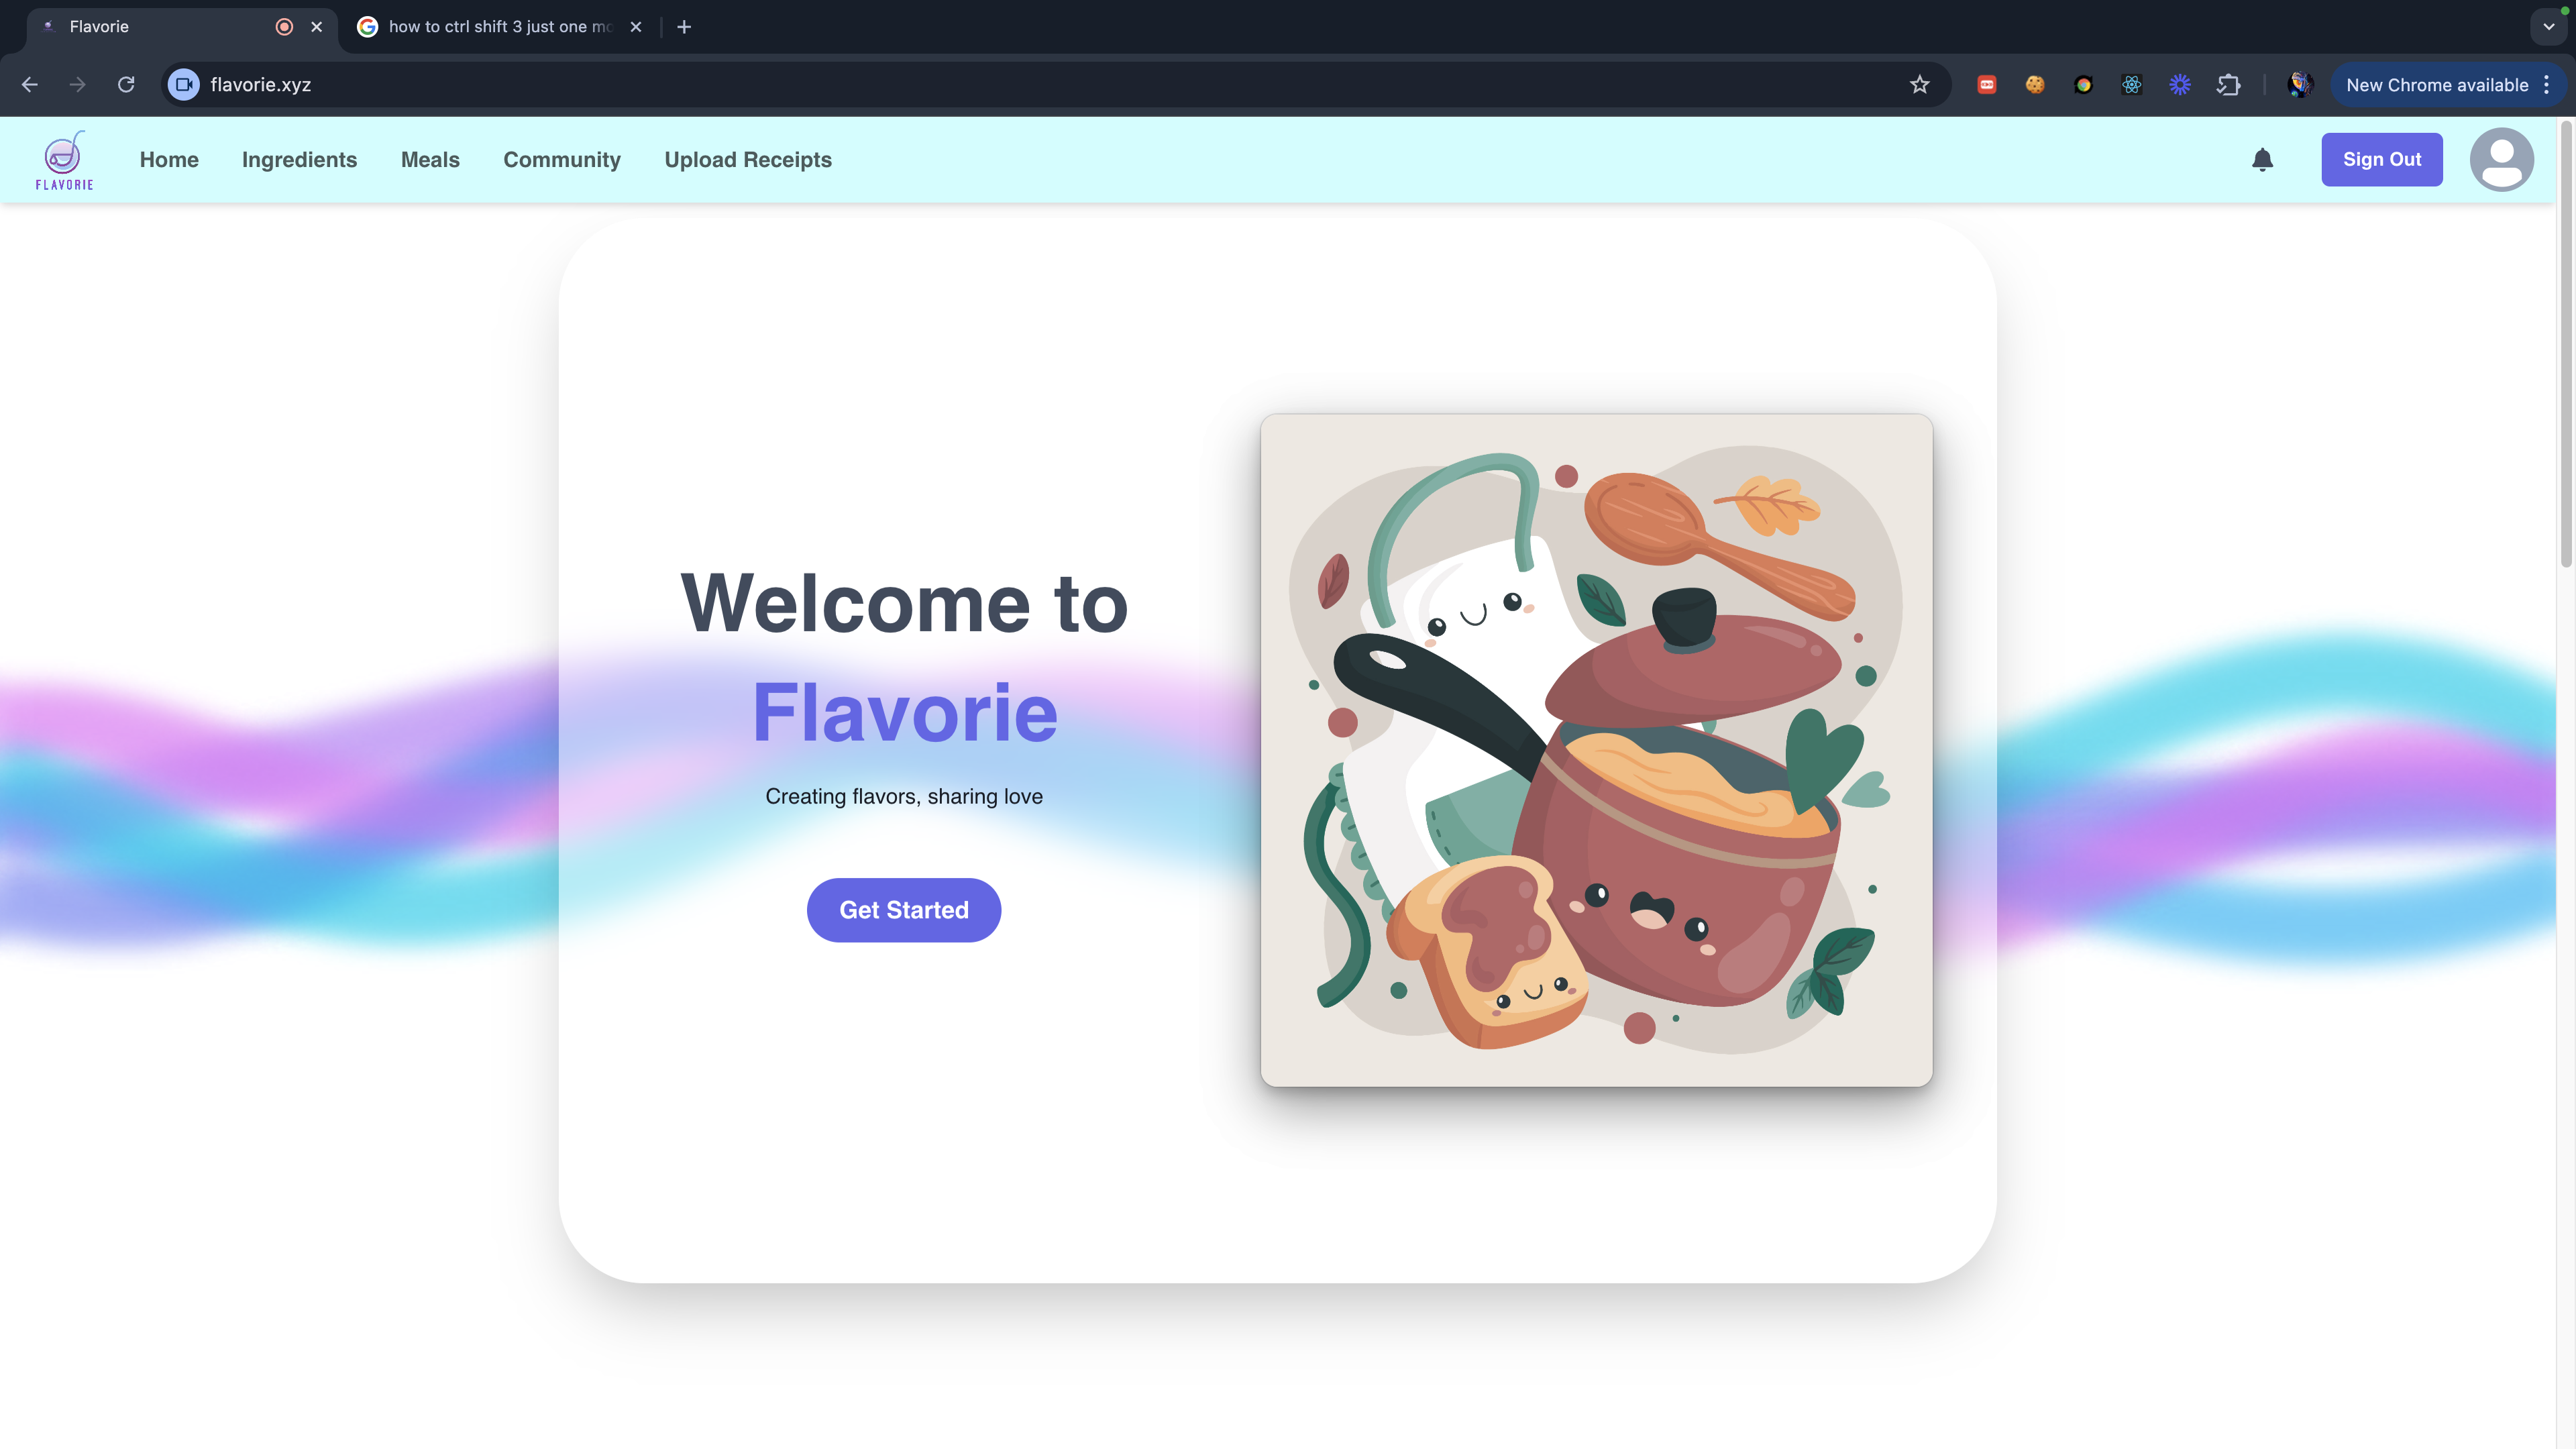 Flavorie
how to ctrl shift 3 just one mo
flavorie.xyz
New Chrome available
FLAVORIE
Home
Ingredients
Meals
Community
Upload Receipts
Sign Out
Welcome to
Flavorie
Creating flavors, sharing love
Get Started